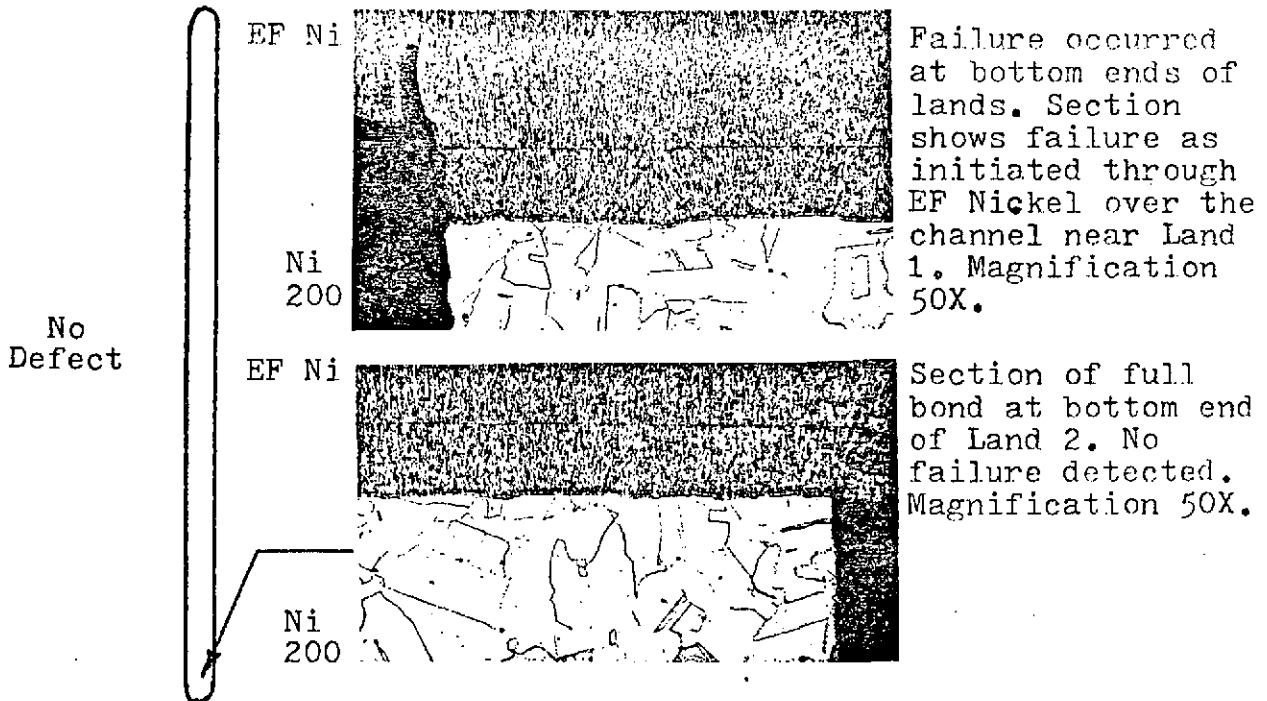 No
Defect
EF Ni
Ni
200
Failure occurred
at bottom ends of
lands. Section
shows failure as
initiated through
EF Nickel over the
channel near Land
1. Magnification
50X.
EF Ni
Ni
200
Section of full
bond at bottom end
of Land 2. No
failure detected.
Magnification 50X.